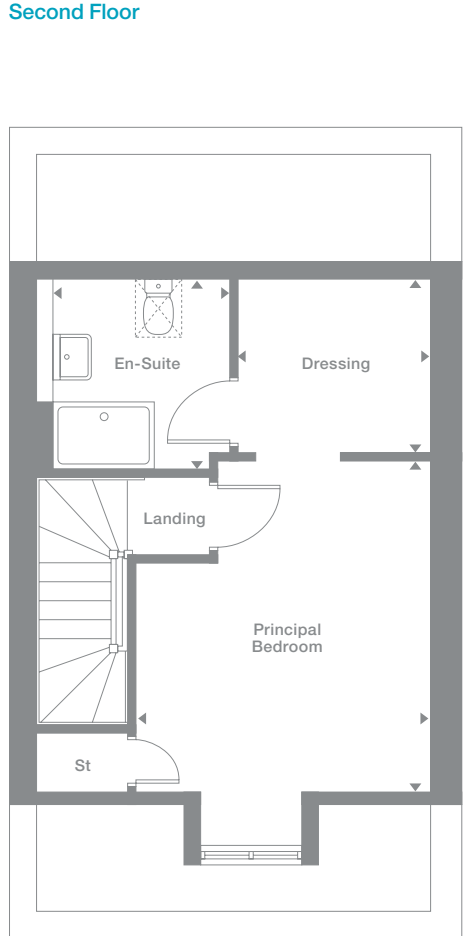 Second Floor
En-Suite
Dressing
Landing
Principal
Bedroom
St